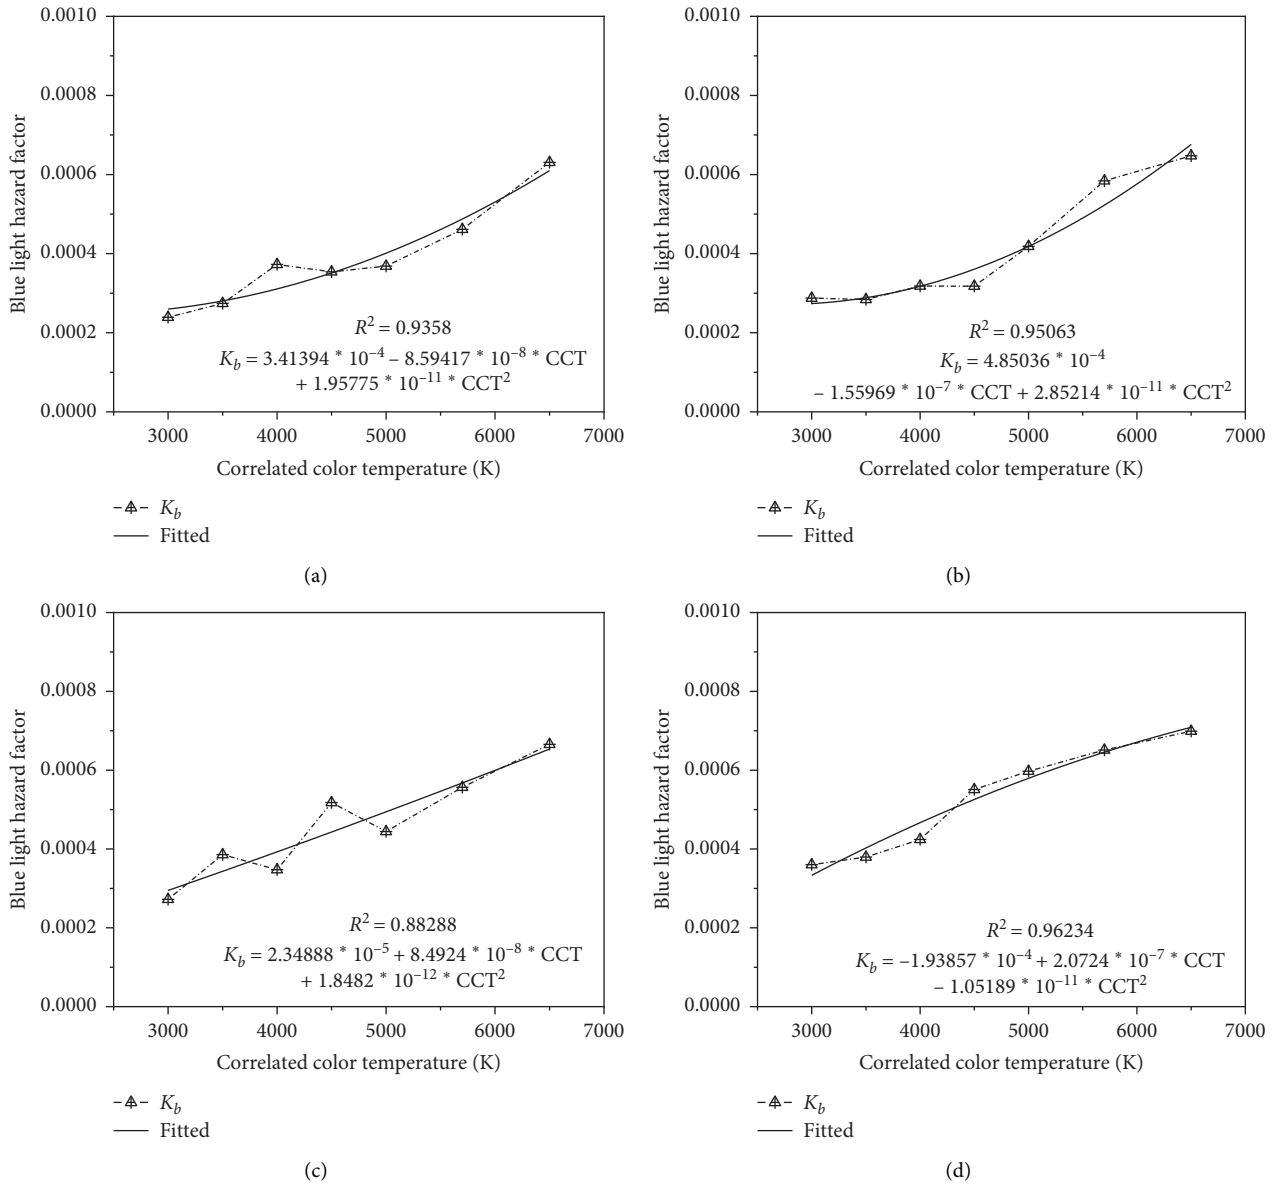 0.0010
0.0008
0.0006
0.0004
0.0002
0.0000
Blue light hazard factor
R² = 0.9358
K_b = 3.41394 * 10⁻⁴ – 8.59417 * 10⁻⁸ * CCT
+ 1.95775 * 10⁻¹¹ * CCT²
3000 4000 5000 6000 7000
Correlated color temperature (K)
K_b
Fitted
(a)
0.0010
0.0008
0.0006
0.0004
0.0002
0.0000
Blue light hazard factor
R² = 0.95063
K_b = 4.85036 * 10⁻⁴
– 1.55969 * 10⁻⁷ * CCT + 2.85214 * 10⁻¹¹ * CCT²
3000 4000 5000 6000 7000
Correlated color temperature (K)
K_b
Fitted
(b)
0.0010
0.0008
0.0006
0.0004
0.0002
0.0000
Blue light hazard factor
R² = 0.88288
K_b = 2.34888 * 10⁻⁵ + 8.4924 * 10⁻⁸ * CCT
+ 1.8482 * 10⁻¹² * CCT²
3000 4000 5000 6000 7000
Correlated color temperature (K)
K_b
Fitted
(c)
0.0010
0.0008
0.0006
0.0004
0.0002
0.0000
Blue light hazard factor
R² = 0.96234
K_b = –1.93857 * 10⁻⁴ + 2.0724 * 10⁻⁷ * CCT
– 1.05189 * 10⁻¹¹ * CCT²
3000 4000 5000 6000 7000
Correlated color temperature (K)
K_b
Fitted
(d)